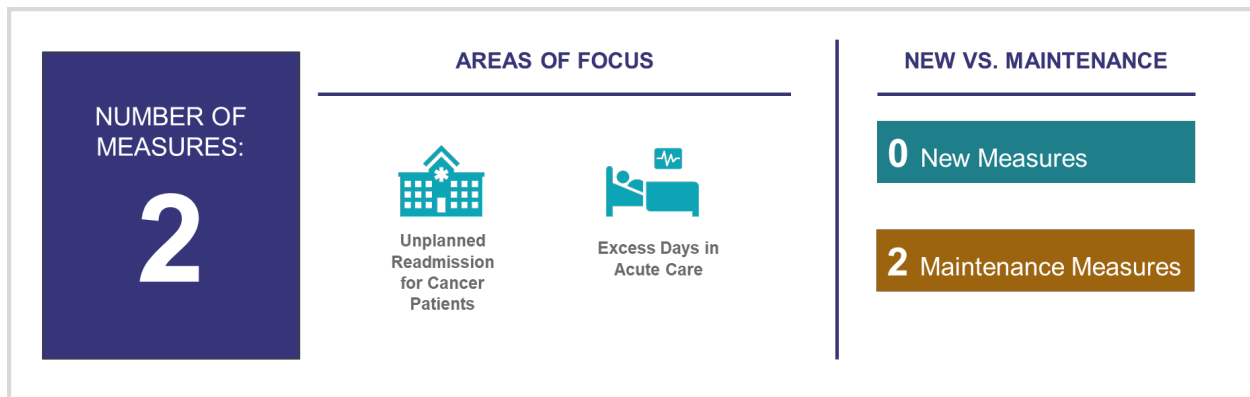 NUMBER OF
MEASURES:
2
AREAS OF FOCUS
Unplanned
Readmission
for Cancer
Patients
Excess Days in
Acute Care
NEW VS. MAINTENANCE
0 New Measures
2 Maintenance Measures